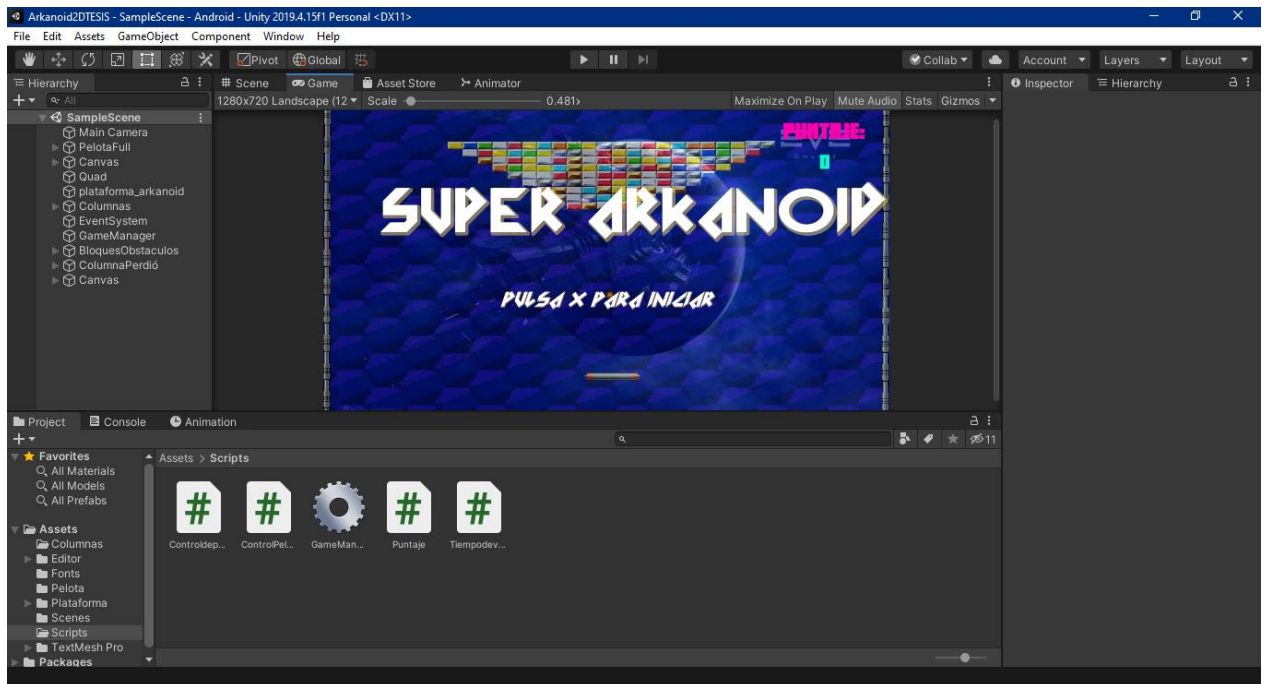 Arkanoid2DTESIS - SampleScene - Android - Unity 2019.4.15f1 Personal <DX11>
File Edit Assets GameObject Component Window Help
Pivot Global Collab Account Layers Layout
Hierarchy # Scene Game Asset Store Animator Inspector Hierarchy
All 1280x720 Landscape (12 Scale 0.481x Maximize On Play Mute Audio Stats Gizmos
SampleScene
Main Camera
PelotaFull
Canvas
Quad
plataforma_arkanoid
Columnas
EventSystem
GameManager
BloquesObstaculos
ColumnaPerdió
Canvas
PUNTAJE:
0
SUPER ARKANOID
PULSA X PARA INICIAR
Project Console Animation
11
Favorites
All Materials
All Models
All Prefabs
Assets
Columnas
Editor
Fonts
Pelota
Plataforma
Scenes
Scripts
TextMesh Pro
Packages
Assets > Scripts
# # # #
Controldep... ControlPel... GameMan... Puntaje Tiempodev...